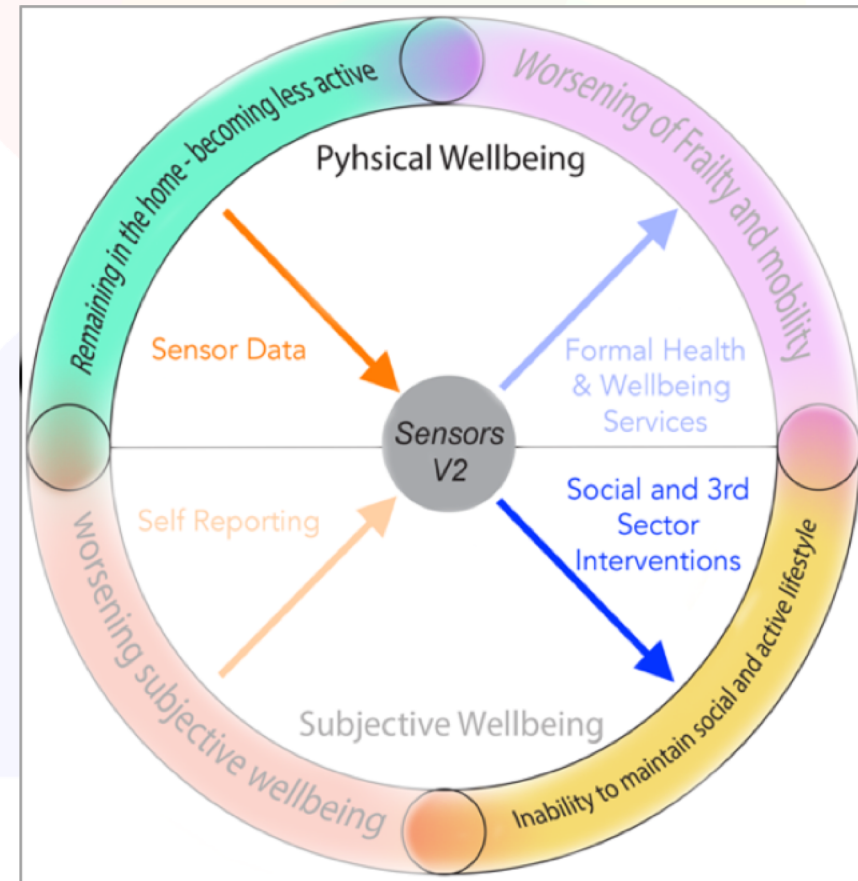 Remaining in the home - becoming less active
Worsening of Frailty and mobility
Pyhsical Wellbeing
Sensor Data
Formal Health
& Wellbeing
Services
Sensors
V2
Self Reporting
Social and 3rd
Sector
Interventions
worsening subjective wellbeing
Subjective Wellbeing
Inability to maintain social and active lifestyle